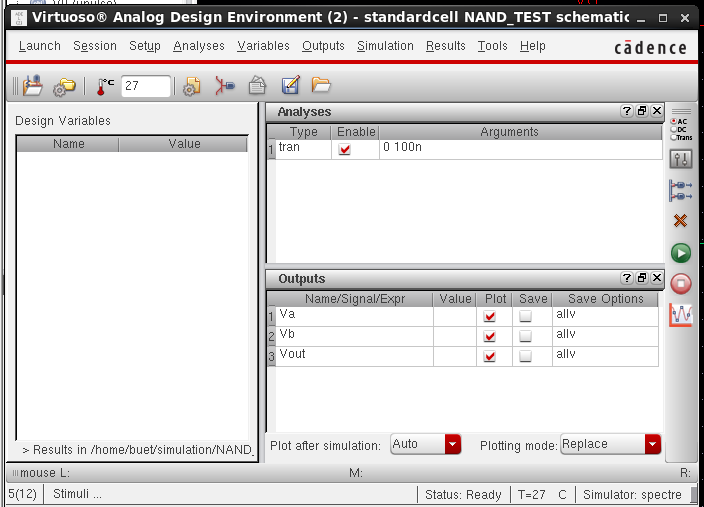 Virtuoso® Analog Design Environment (2) - standardcell NAND_TEST schematic
Launch Session Setup Analyses Variables Outputs Simulation Results Tools Help cādence
°C 27
Design Variables
Name Value
> Results in /home/buet/simulation/NAND_
Analyses
Type Enable Arguments
1 tran 0 100n
Outputs
Name/Signal/Expr Value Plot Save Save Options
1 Va allv
2 Vb allv
3 Vout allv
Plot after simulation: Auto Plotting mode: Replace
AC
DC
Trans
mouse L: M: R:
5(12) Stimuli ... Status: Ready T=27 C Simulator: spectre